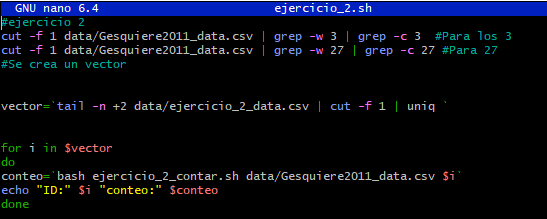 GNU nano 6.4 ejercicio_2.sh
#ejercicio 2
cut -f 1 data/Gesquiere2011_data.csv | grep -w 3 | grep -c 3 #Para los 3
cut -f 1 data/Gesquiere2011_data.csv | grep -w 27 | grep -c 27 #Para 27
#Se crea un vector
vector=`tail -n +2 data/ejercicio_2_data.csv | cut -f 1 | uniq `
for i in $vector
do
conteo=`bash ejercicio_2_contar.sh data/Gesquiere2011_data.csv $i`
echo "ID:" $i "conteo:" $conteo
done